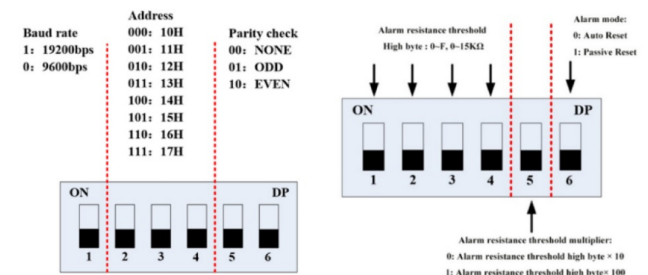 Baud rate
1: 19200bps
0: 9600bps
Address
000: 10H
001: 11H
010: 12H
011: 13H
100: 14H
101: 15H
110: 16H
111: 17H
Parity check
00: NONE
01: ODD
10: EVEN
ON DP
1 2 3 4 5 6
Alarm resistance threshold
High byte : 0~F, 0~15KΩ
Alarm mode:
0: Auto Reset
1: Passive Reset
ON DP
1 2 3 4 5 6
Alarm resistance threshold multiplier:
0: Alarm resistance threshold high byte × 10
1: Alarm resistance threshold high byte× 100